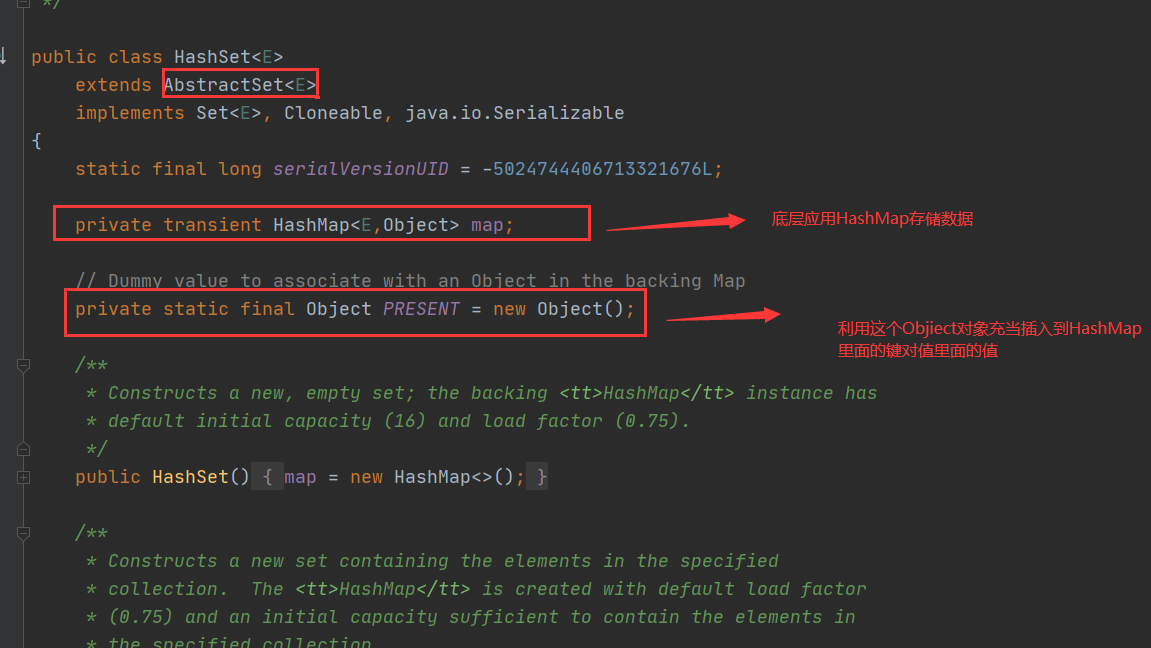 */
public class HashSet<E>
extends AbstractSet<E>
implements Set<E>, Cloneable, java.io.Serializable
{
static final long serialVersionUID = -5024744406713321676L;
private transient HashMap<E,Object> map;
底层应用HashMap存储数据
// Dummy value to associate with an Object in the backing Map
private static final Object PRESENT = new Object();
利用这个Objiect对象充当插入到HashMap
里面的键对值里面的值
/**
* Constructs a new, empty set; the backing <tt>HashMap</tt> instance has
* default initial capacity (16) and load factor (0.75).
*/
public HashSet() { map = new HashMap<>(); }
/**
* Constructs a new set containing the elements in the specified
* collection.  The <tt>HashMap</tt> is created with default load factor
* (0.75) and an initial capacity sufficient to contain the elements in
* the specified collection